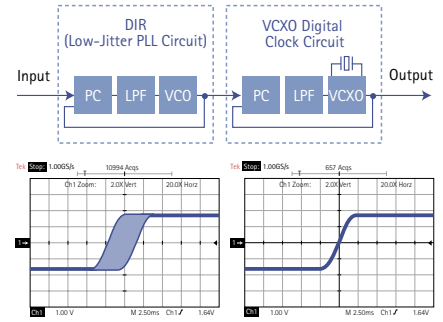 DIR
(Low-Jitter PLL Circuit)
VCXO Digital
Clock Circuit
Input
PC
LPF
VCO
PC
LPF
VCXO
Output
Tek Stop: 1.00GS/s 10994 Acqs
Ch1 Zoom: 2.0X Vert 20.0X Horz
1
Ch1 1.00 V M 2.50ms Ch1 1.64V
Tek Stop: 1.00GS/s 657 Acqs
Ch1 Zoom: 2.0X Vert 20.0X Horz
1
Ch1 1.00 V M 2.50ms Ch1 1.64V